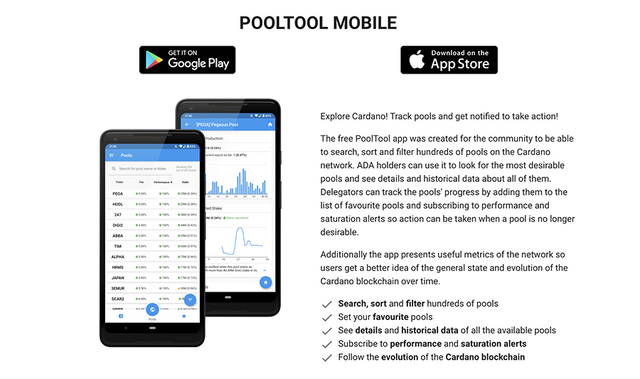 POOLTOOL MOBILE
GET IT ON
Google Play
Download on the
App Store
Explore Cardano! Track pools and get notified to take action!
The free PoolTool app was created for the community to be able
to search, sort and filter hundreds of pools on the Cardano
network. ADA holders can use it to look for the most desirable
pools and see details and historical data about all of them.
Delegators can track the pools' progress by adding them to the
list of favourite pools and subscribing to performance and
saturation alerts so action can be taken when a pool is no longer
desirable.
Additionally the app presents useful metrics of the network so
users get a better idea of the general state and evolution of the
Cardano blockchain over time.
Search, sort and filter hundreds of pools
Set your favourite pools
See details and historical data of all the available pools
Subscribe to performance and saturation alerts
Follow the evolution of the Cardano blockchain
[PEGA] Pegasus Pool
Pools
Search for your name or stake
PEGA
HODL
247
DIGI2
ABBA
TIM
ALPHA
HRMS
JAPAN
SEMUR
SCAR2
Pools